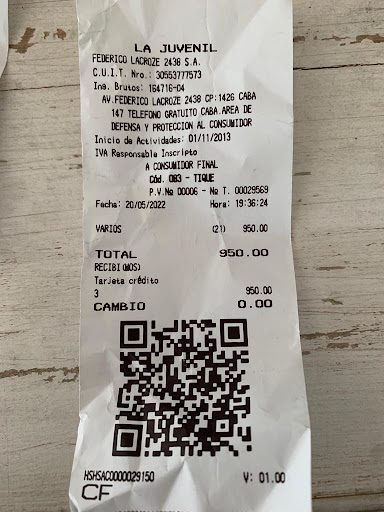 LA JUVENIL
FEDERICO LACROZE 2438 S.A.
C.U.I.T. Nro.: 30553777573
Ing. Brutos: 164716-04
AV.FEDERICO LACROZE 2438 CP:1426 CABA
147 TELEFONO GRATUITO CABA.AREA DE
DEFENSA Y PROTECCION AL CONSUMIDOR
Inicio de Actividades: 01/11/2013
IVA Responsable Inscripto
A CONSUMIDOR FINAL
Cód. 083 - TIQUE
P.V.Nº 00006 - Nº T. 00029569
Fecha: 20/05/2022 Hora: 19:36:24
VARIOS (21) 950.00
TOTAL 950.00
RECIBI(MOS)
Tarjeta crédito
3 950.00
CAMBIO 0.00
HSHSAC0000029150 V: 01.00
CF